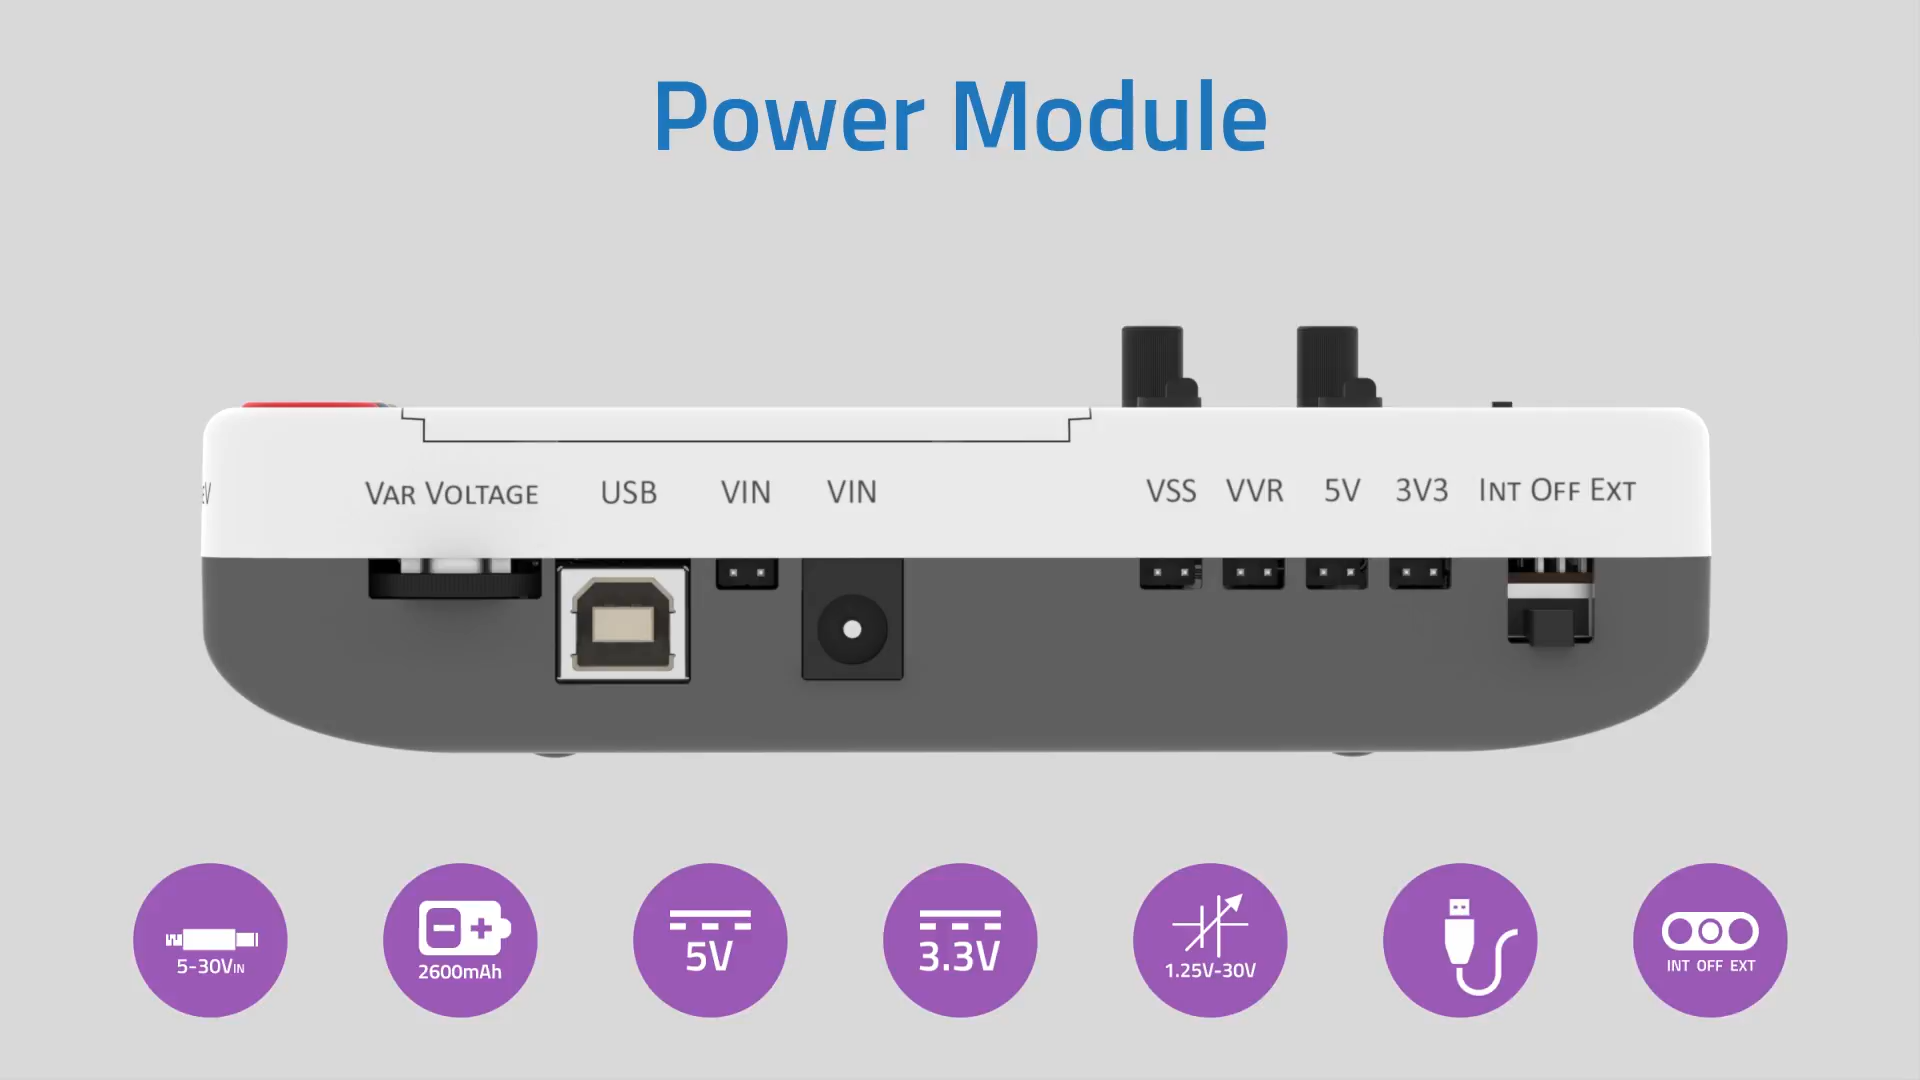 Power Module
VAR VOLTAGE
USB
VIN
VIN
VSS
VVR
5V
3V3
INT OFF EXT
5-30VIN
2600mAh
5V
3.3V
1.25V-30V
INT OFF EXT